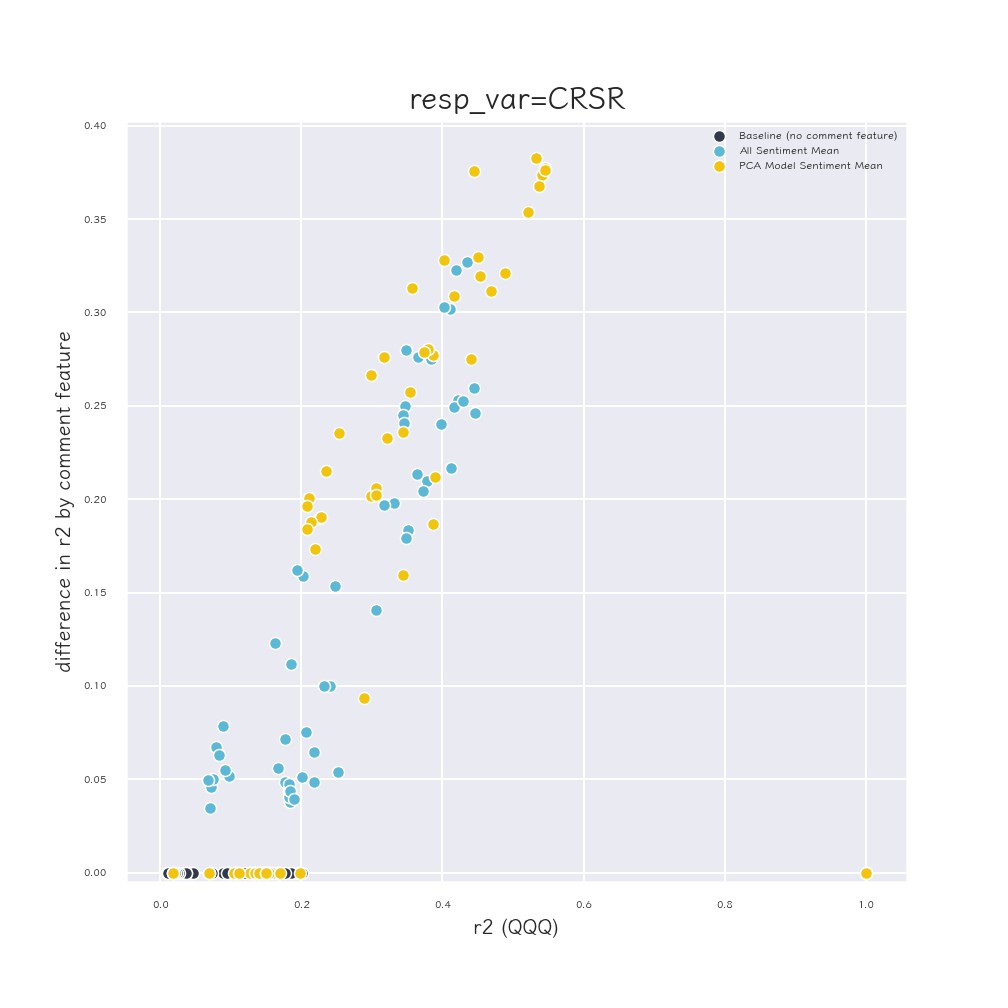 resp_var=CRSR
Baseline (no comment feature)
All Sentiment Mean
PCA Model Sentiment Mean
difference in r2 by comment feature
0.40
0.35
0.30
0.25
0.20
0.15
0.10
0.05
0.00
0.0
0.2
0.4
0.6
0.8
1.0
r2 (QQQ)